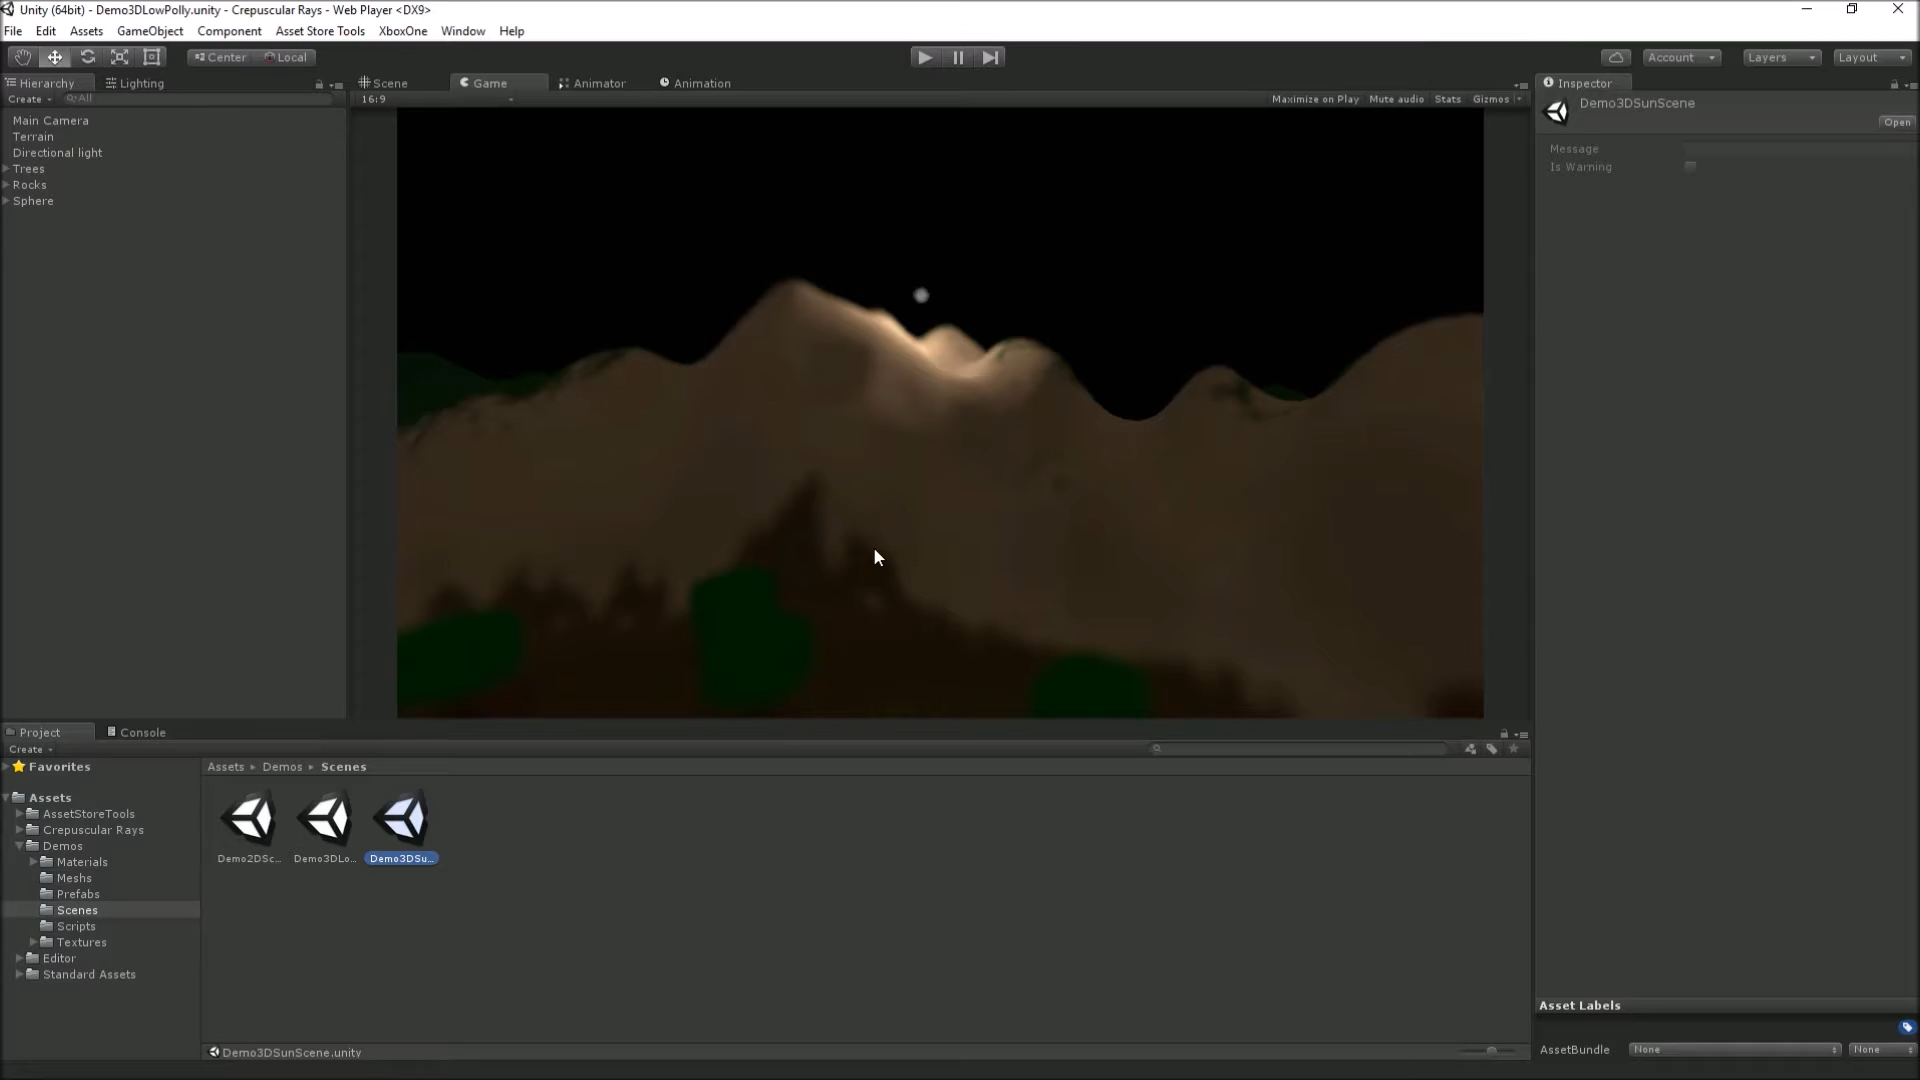 Unity (64bit) - Demo3DLowPolly.unity - Crepuscular Rays - Web Player <DX9>
File Edit Assets GameObject Component Asset Store Tools XboxOne Window Help
Center Local Account Layers Layout
Hierarchy Lighting Scene Game Animator Animation Inspector
Create All 16:9 Maximize on Play Mute audio Stats Gizmos
Demo3DSunScene
Open
Main Camera
Terrain
Directional light
Trees
Rocks
Sphere
Message
Is Warning
Project Console
Create
Favorites
Assets
AssetStoreTools
Crepuscular Rays
Demos
Materials
Meshs
Prefabs
Scenes
Scripts
Textures
Editor
Standard Assets
Assets Demos Scenes
Demo2DSc... Demo3DLo... Demo3DSu...
Demo3DSunScene.unity
Asset Labels
AssetBundle None None